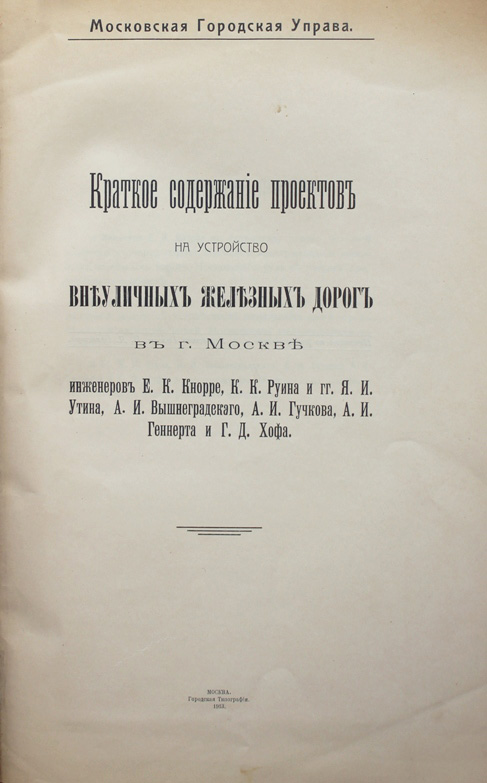 Московская Городская Управа.
Краткое содержаніе проектовъ
НА УСТРОЙСТВО
ВНѢУЛИЧНЫХЪ ЖЕЛѢЗНЫХЪ ДОРОГЪ
въ г. Москвѣ
инженеровъ Е. К. Кнорре, К. К. Руина и гг. Я. И.
Утина, А. И. Вышнеградскаго, А. И. Гучкова, А. И.
Геннерта и Г. Д. Хофа.
МОСКВА.
Городская Типографія.